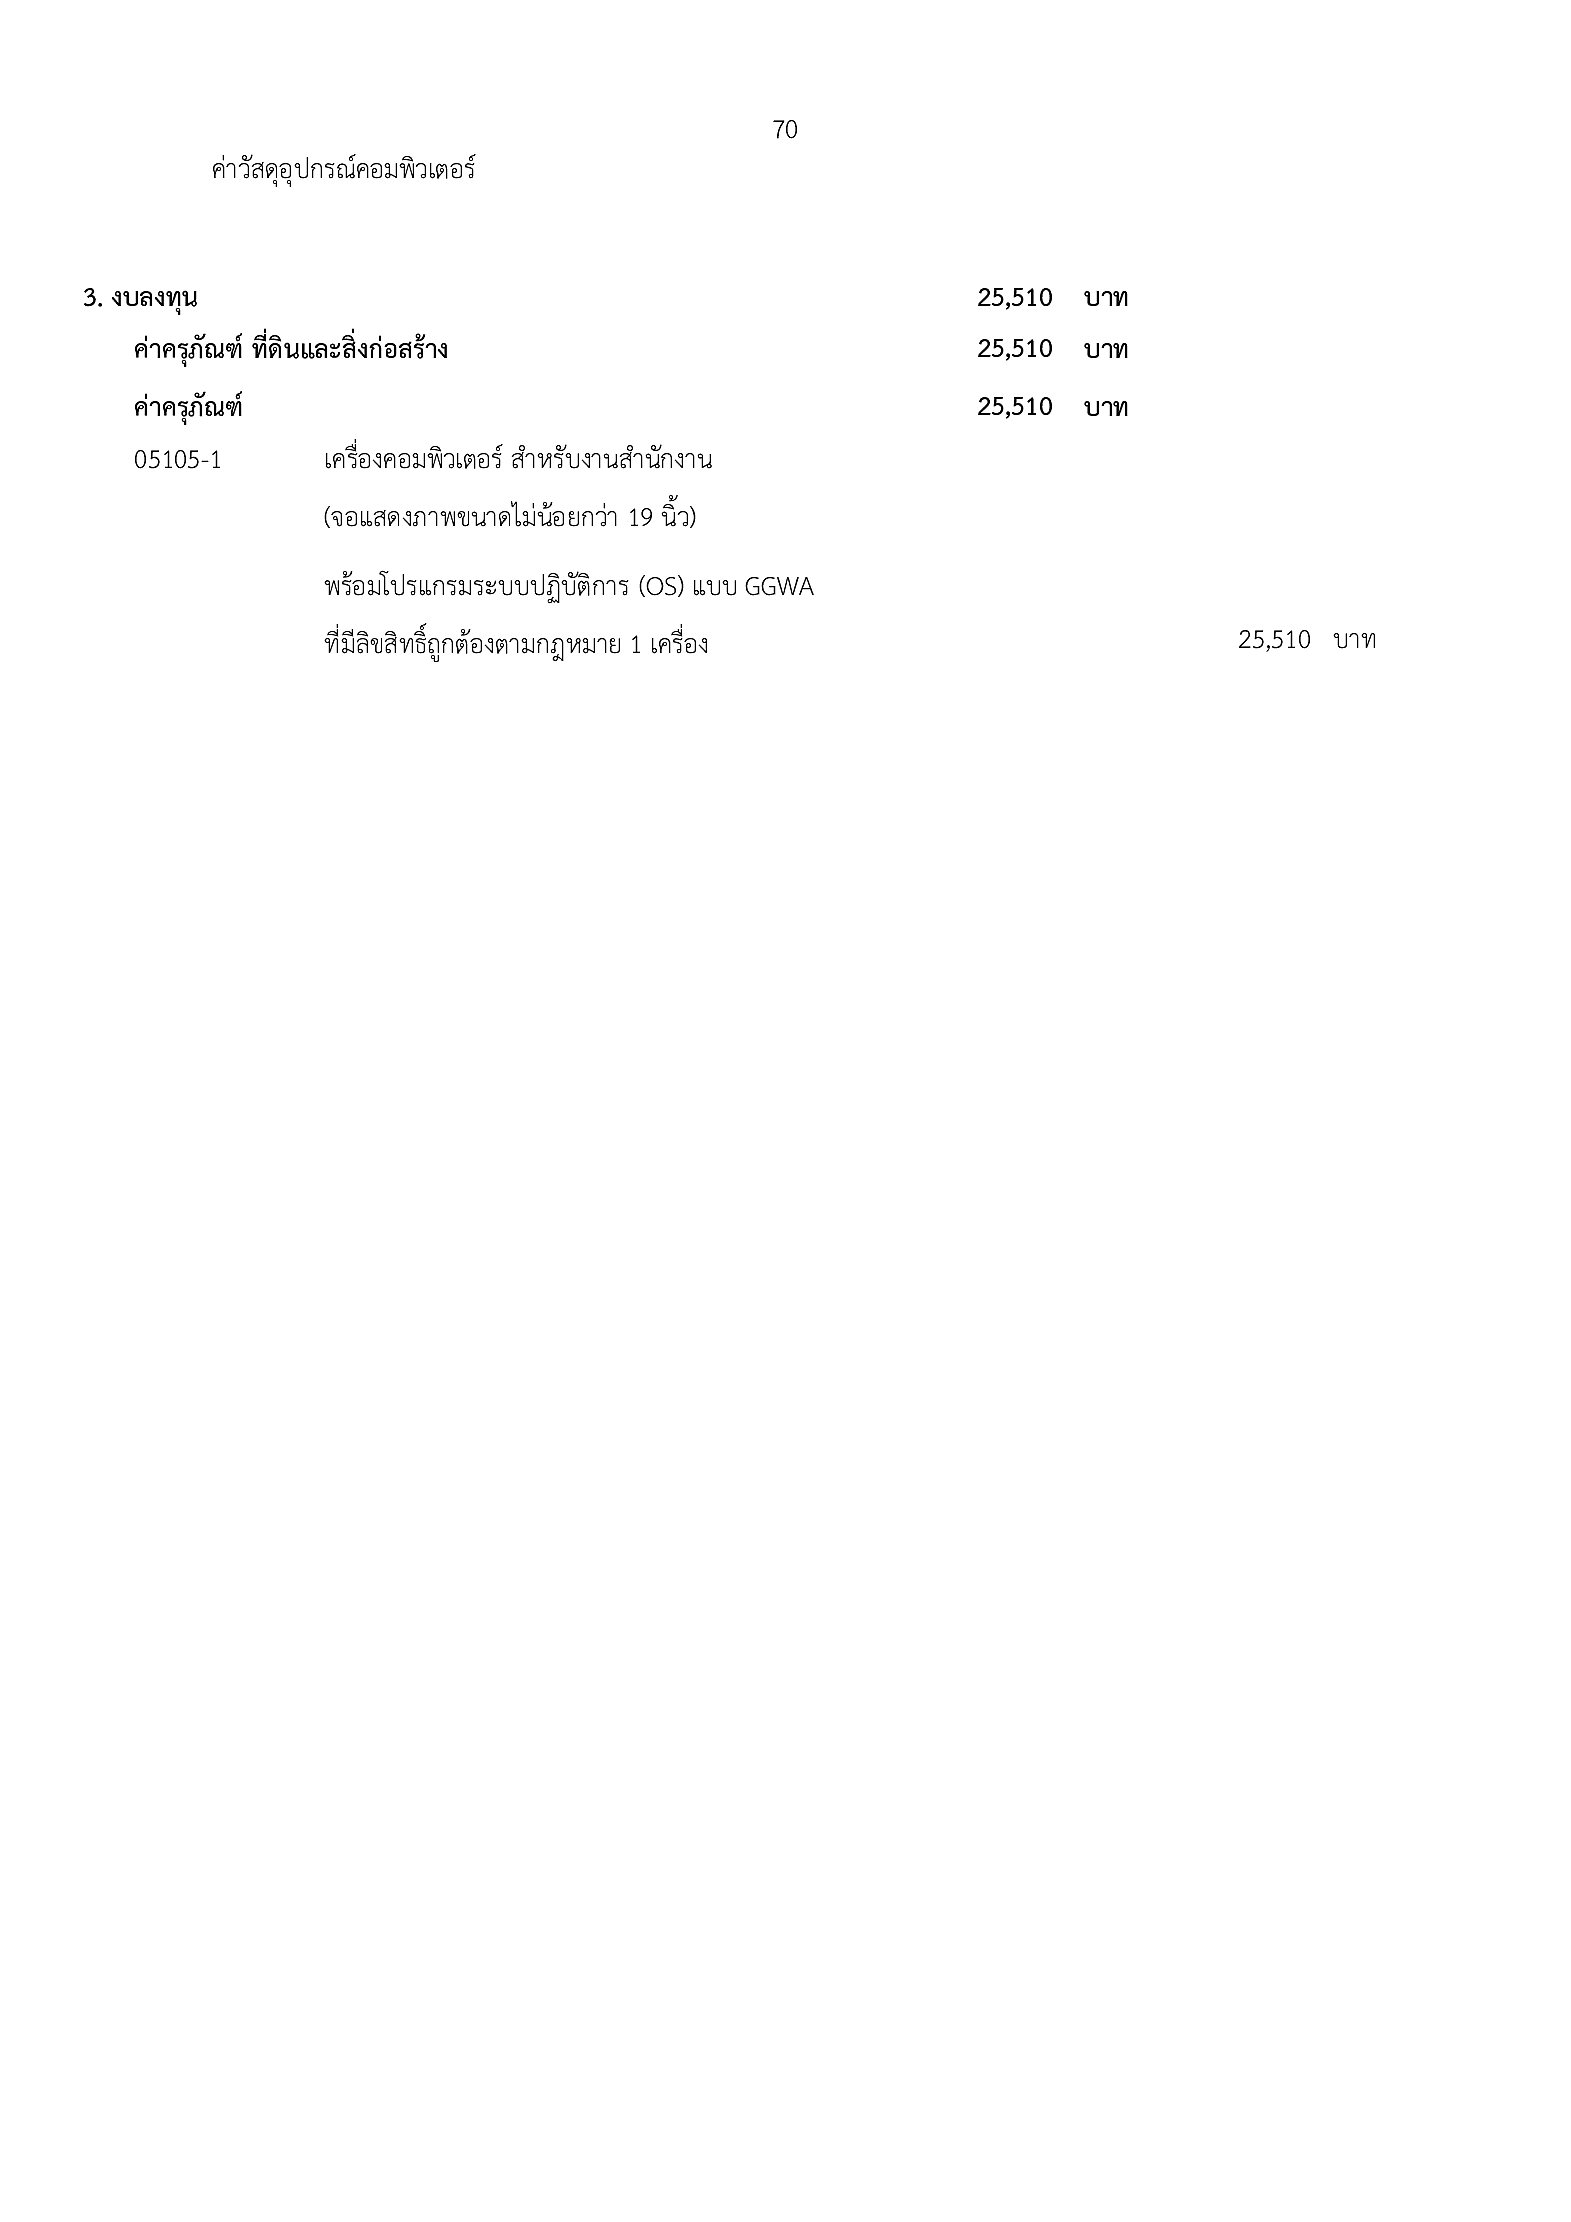 70
ค่าวัสดุอุปกรณ์คอมพิวเตอร์
3. งบลงทุน 25,510 บาท
ค่าครุภัณฑ์ ที่ดินและสิ่งก่อสร้าง 25,510 บาท
ค่าครุภัณฑ์ 25,510 บาท
05105-1 เครื่องคอมพิวเตอร์ สำหรับงานสำนักงาน
(จอแสดงภาพขนาดไม่น้อยกว่า 19 นิ้ว)
พร้อมโปรแกรมระบบปฏิบัติการ (OS) แบบ GGWA
ที่มีลิขสิทธิ์ถูกต้องตามกฎหมาย 1 เครื่อง 25,510 บาท